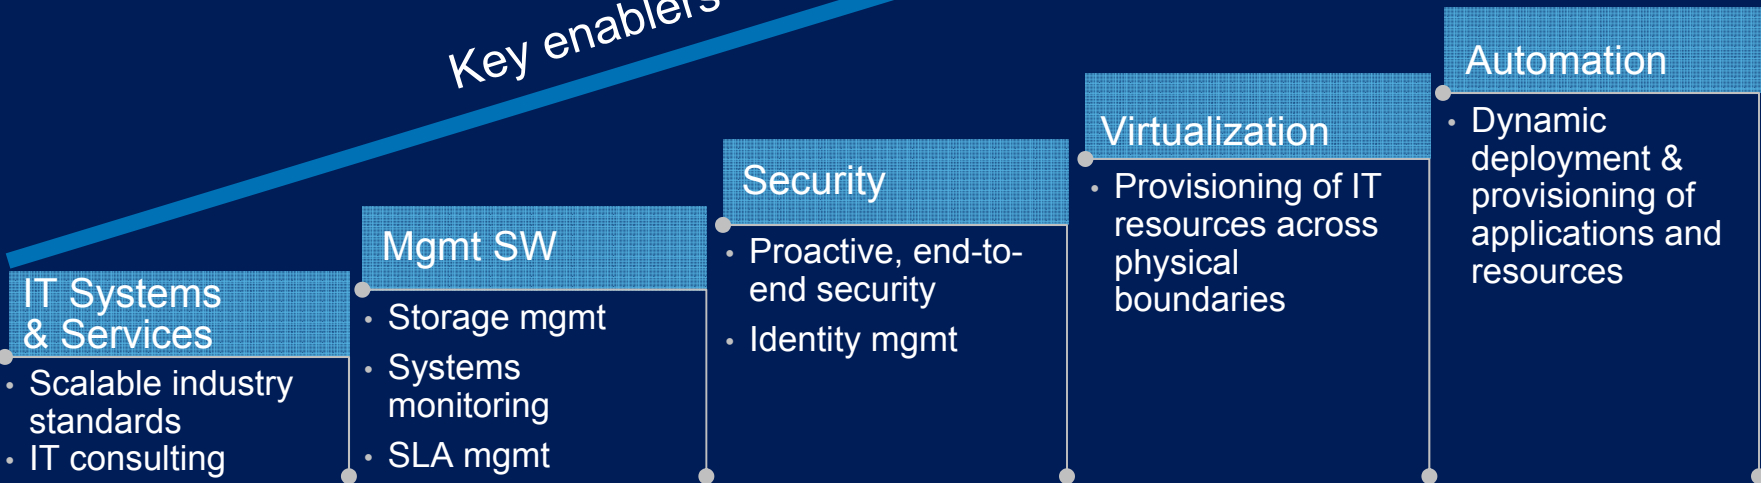 Key enablers
IT Systems
& Services
• Scalable industry
standards
• IT consulting
Mgmt SW
• Storage mgmt
• Systems
monitoring
• SLA mgmt
Security
• Proactive, end-to-
end security
• Identity mgmt
Virtualization
• Provisioning of IT
resources across
physical
boundaries
Automation
• Dynamic
deployment &
provisioning of
applications and
resources